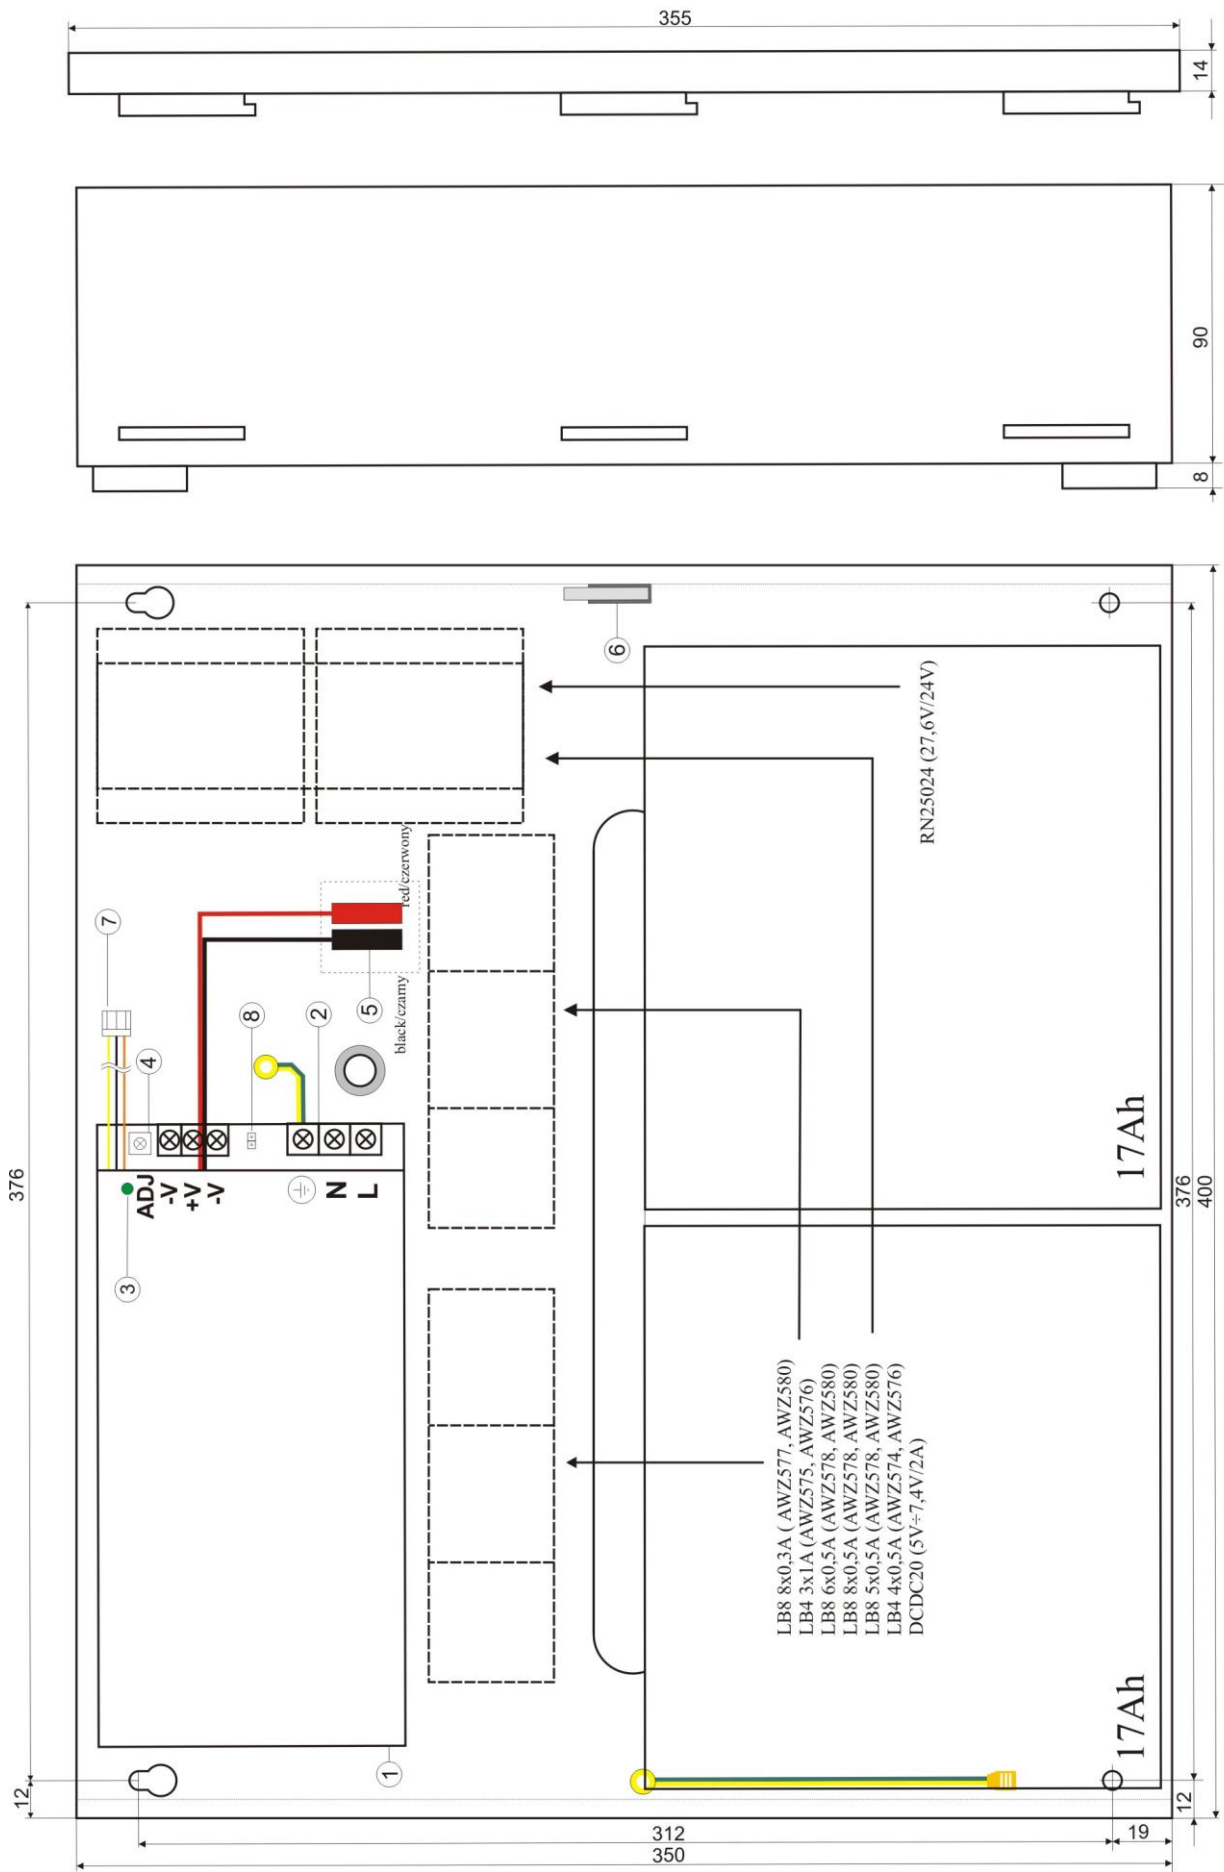 355
14
90
8
376
6
RN25024 (27,6V/24V)
7
red/czerwony
4
8
2
5
black/czarny
ADJ
-V
+V
-V
N
L
3
17Ah
376
400
LB8 8x0,3A ( AWZ577, AWZ580)
LB4 3x1A (AWZ575, AWZ576)
LB8 6x0,5A (AWZ578, AWZ580)
LB8 8x0,5A (AWZ578, AWZ580)
LB8 5x0,5A (AWZ578, AWZ580)
LB4 4x0,5A (AWZ574, AWZ576)
DCDC20 (5V÷7,4V/2A)
1
17Ah
12
12
312
19
350